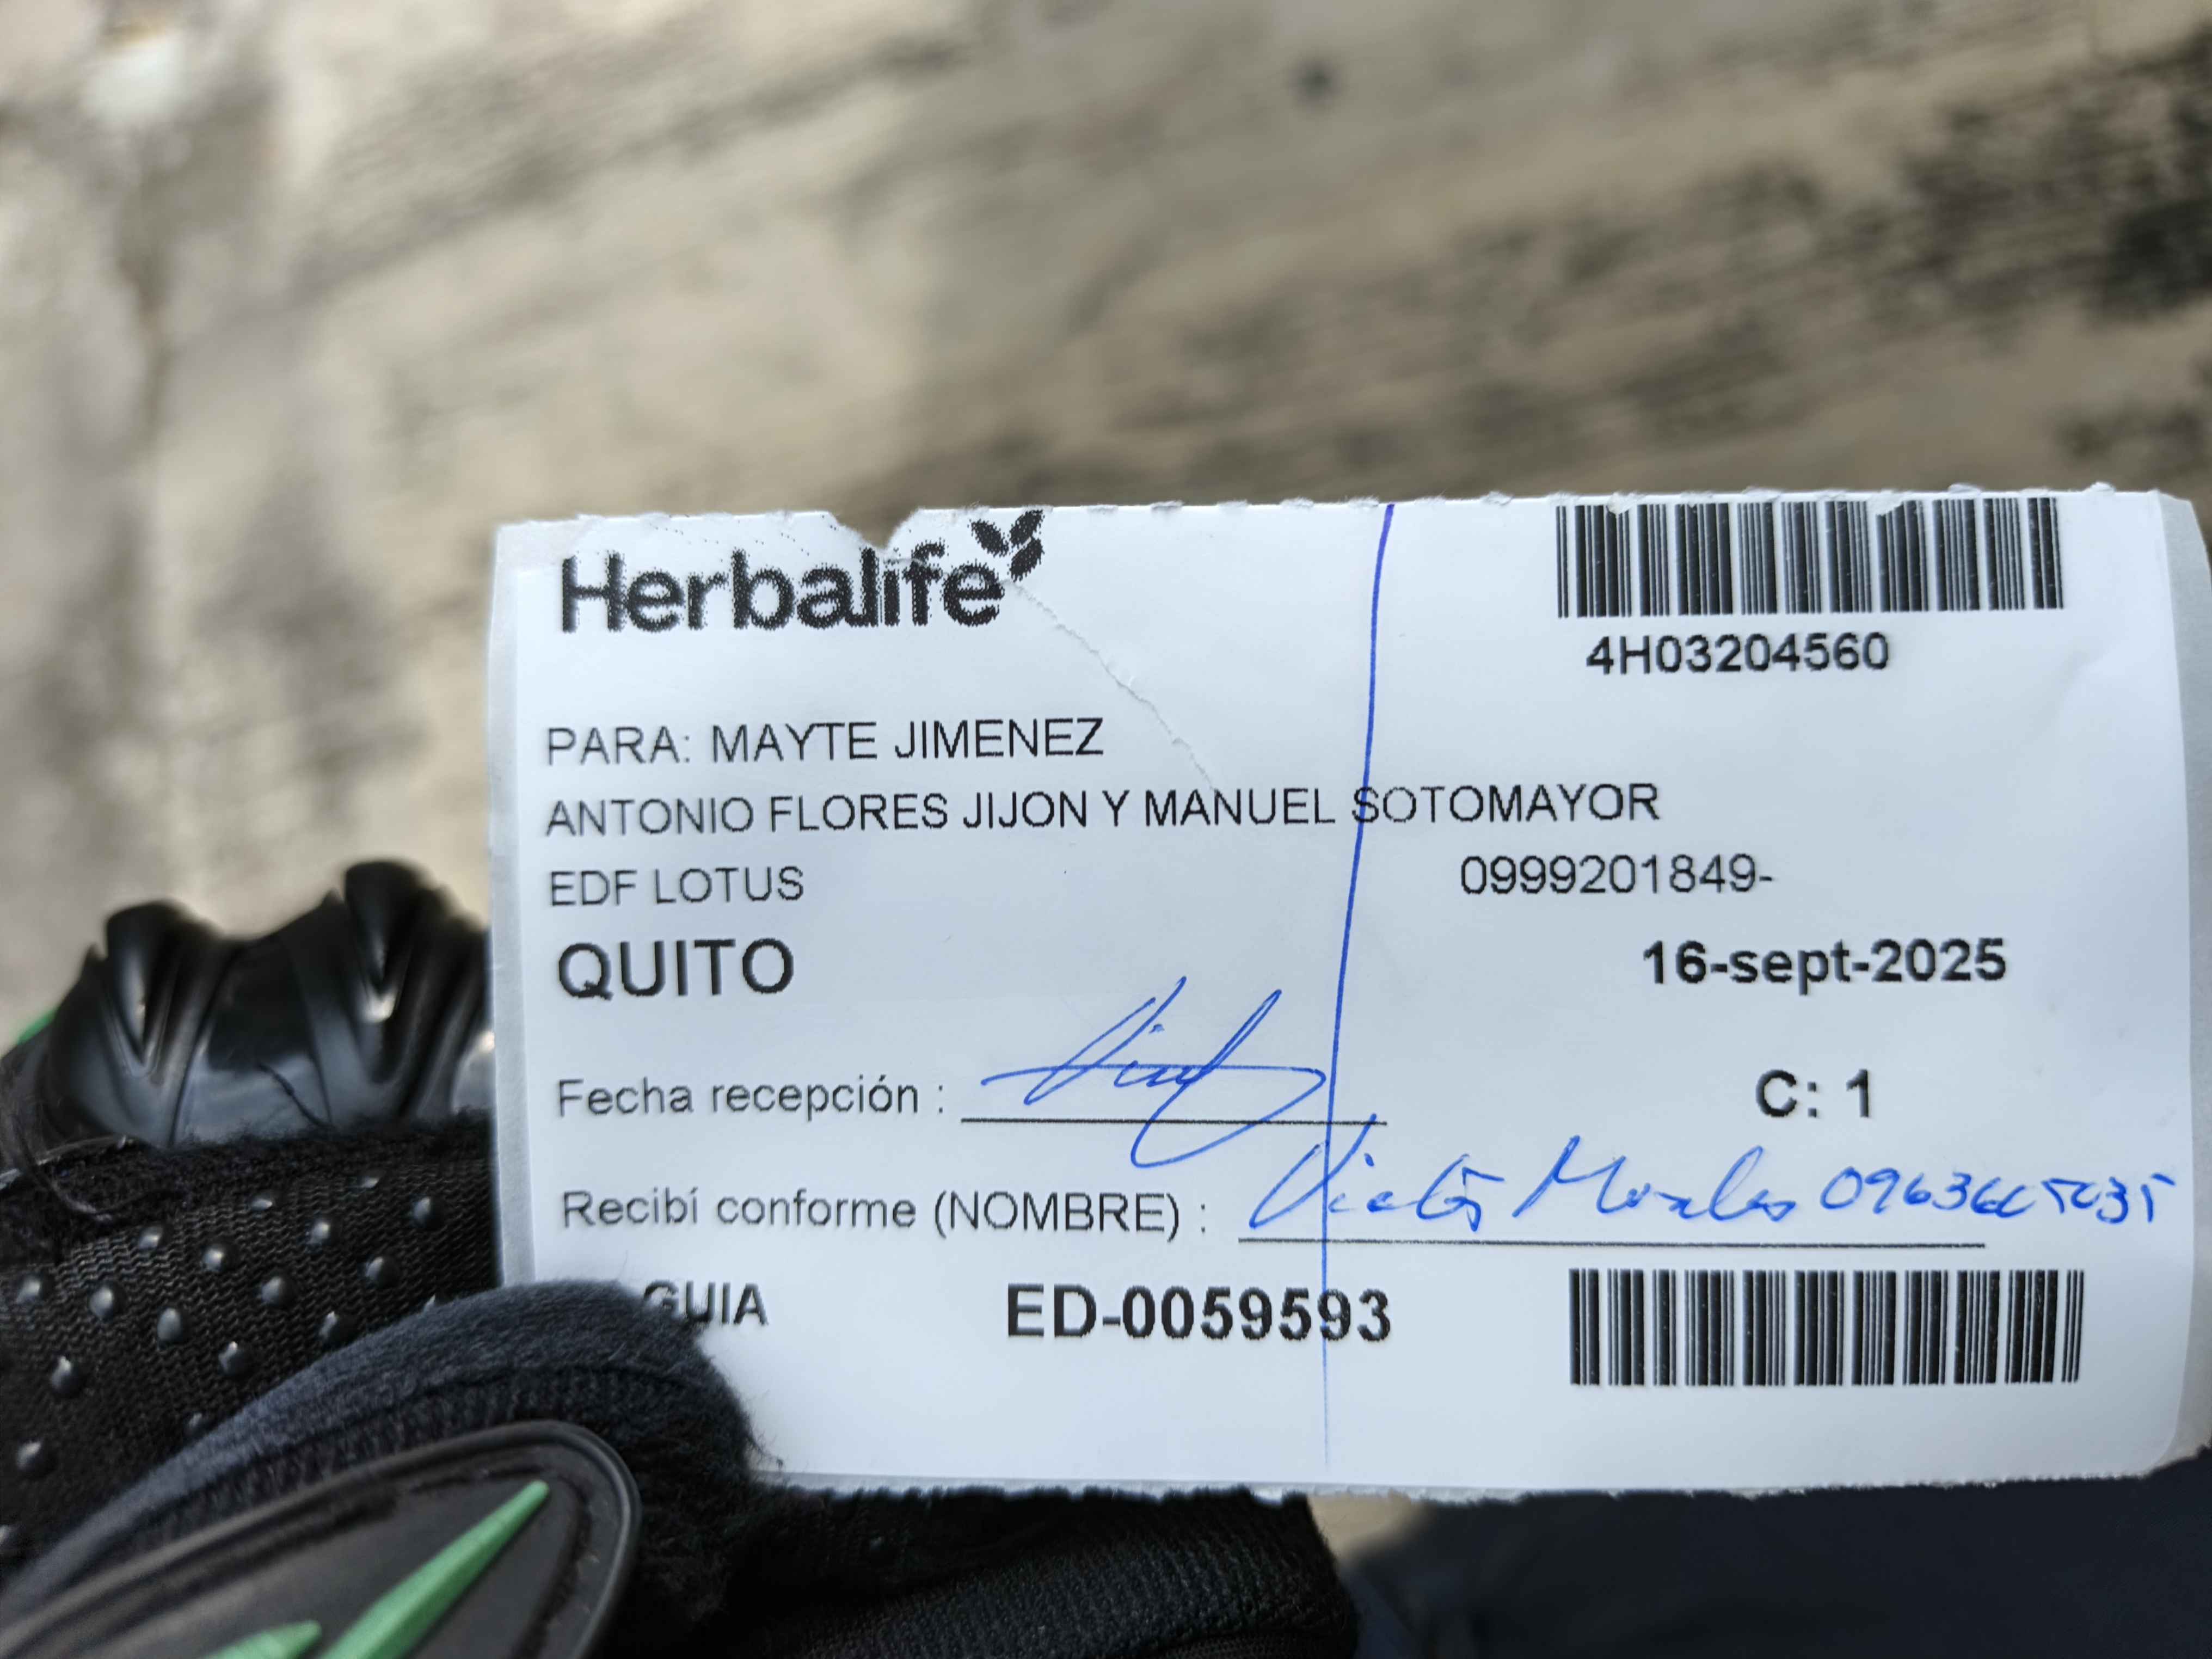 Herbalife
4H03204560
PARA: MAYTE JIMENEZ
ANTONIO FLORES JIJON Y MANUEL SOTOMAYOR
EDF LOTUS 0999201849-
QUITO 16-sept-2025
Fecha recepción :
C: 1
Recibí conforme (NOMBRE) : Morales
GUIA ED-0059593